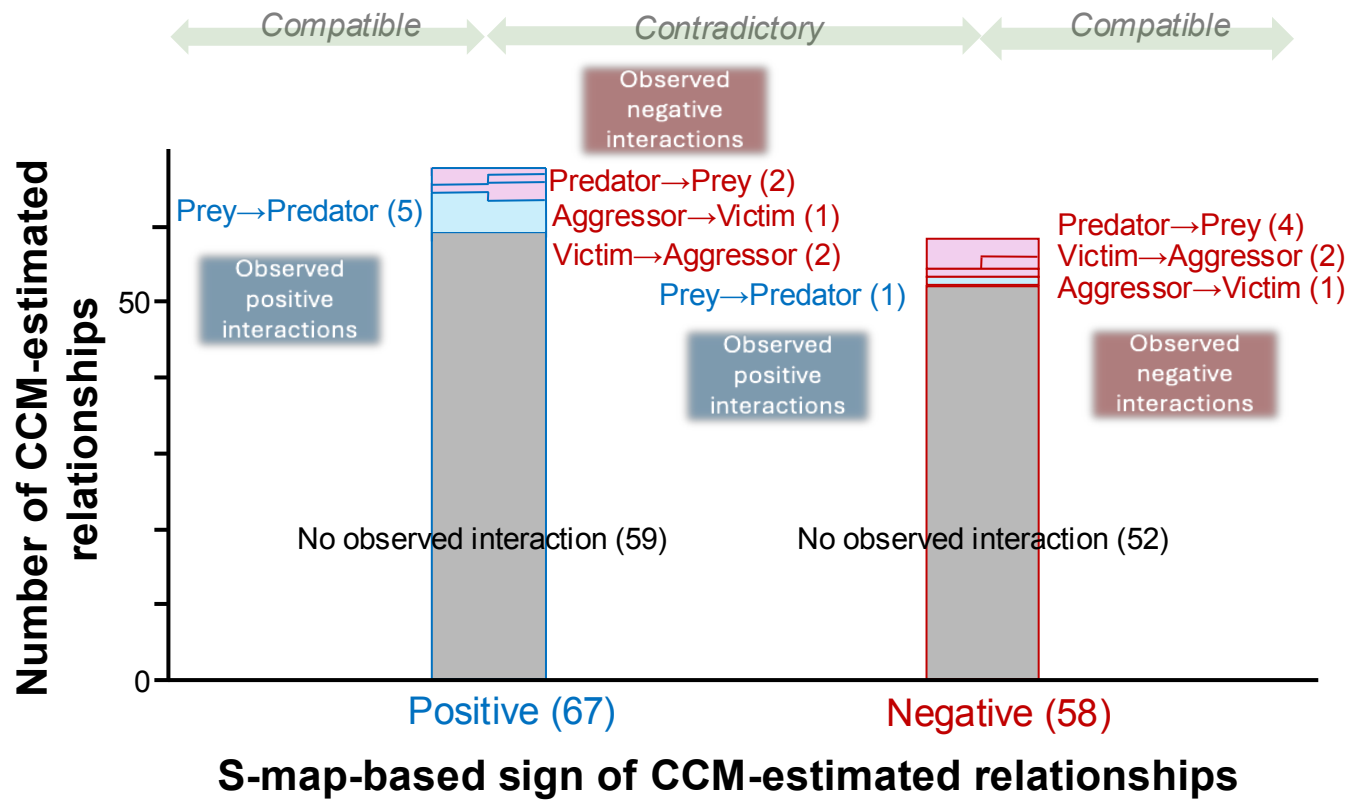 Compatible
Contradictory
Compatible
Observed
negative
interactions
Predator→Prey (2)
Prey→Predator (5)
Aggressor→Victim (1)
Victim→Aggressor (2)
Observed
positive
interactions
Predator→Prey (4)
Victim→Aggressor (2)
Aggressor→Victim (1)
Prey→Predator (1)
Observed
positive
interactions
Observed
negative
interactions
Number of CCM-estimated
relationships
50
0
No observed interaction (59)
No observed interaction (52)
Positive (67)
Negative (58)
S-map-based sign of CCM-estimated relationships